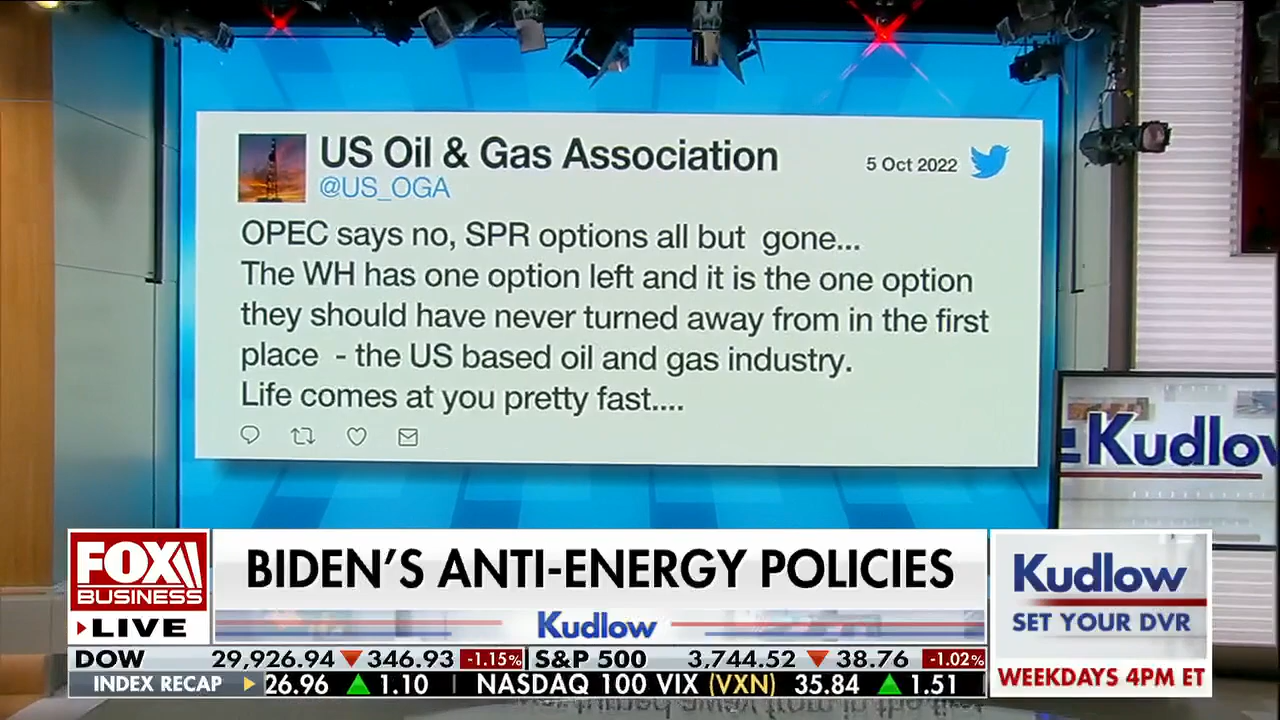 US Oil & Gas Association
@US_OGA
5 Oct 2022
OPEC says no, SPR options all but gone...
The WH has one option left and it is the one option
they should have never turned away from in the first
place - the US based oil and gas industry.
Life comes at you pretty fast....
Kudlow
FOX
BUSINESS
LIVE
BIDEN'S ANTI-ENERGY POLICIES
Kudlow
Kudlow
SET YOUR DVR
WEEKDAYS 4PM ET
DOW 29,926.94 ▼ 346.93 -1.15% S&P 500 3,744.52 ▼ 38.76 -1.02%
INDEX RECAP 26.96 ▲ 1.10 | NASDAQ 100 VIX (VXN) 35.84 ▲ 1.51